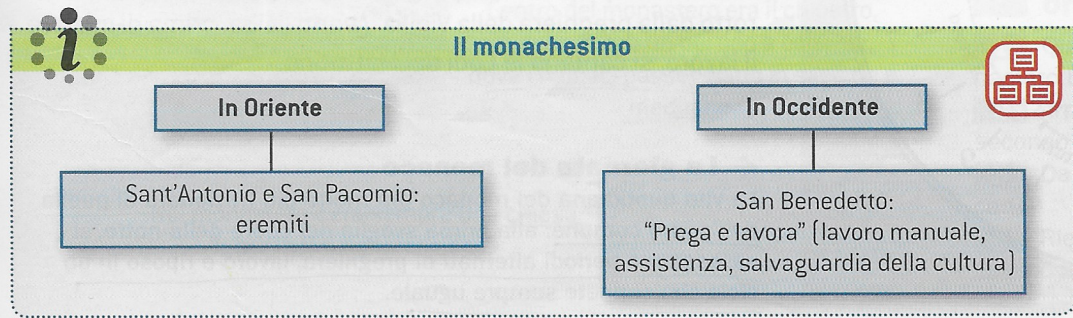 Il monachesimo
In Oriente
Sant'Antonio e San Pacomio:
eremiti
In Occidente
San Benedetto:
"Prega e lavora" (lavoro manuale,
assistenza, salvaguardia della cultura)